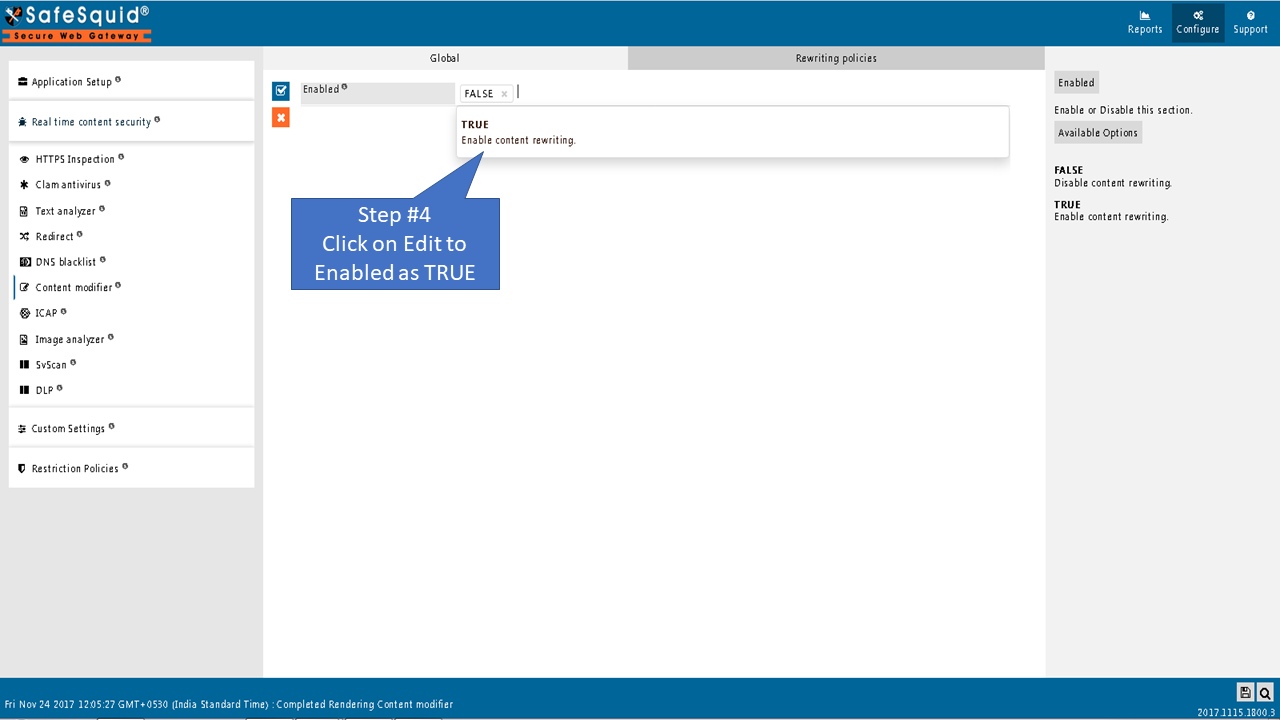 SafeSquid®
Secure Web Gateway
Reports
Configure
Support
Application Setup
Real time content security
HTTPS Inspection
Clam antivirus
Text analyzer
Redirect
DNS blacklist
Content modifier
ICAP
Image analyzer
SvScan
DLP
Custom Settings
Restriction Policies
Global
Rewriting policies
Enabled
FALSE ×
TRUE
Enable content rewriting.
Step #4
Click on Edit to
Enabled as TRUE
Enabled
Enable or Disable this section.
Available Options
FALSE
Disable content rewriting.
TRUE
Enable content rewriting.
Fri Nov 24 2017 12:05:27 GMT+0530 (India Standard Time) : Completed Rendering Content modifier
2017.1115.1800.3